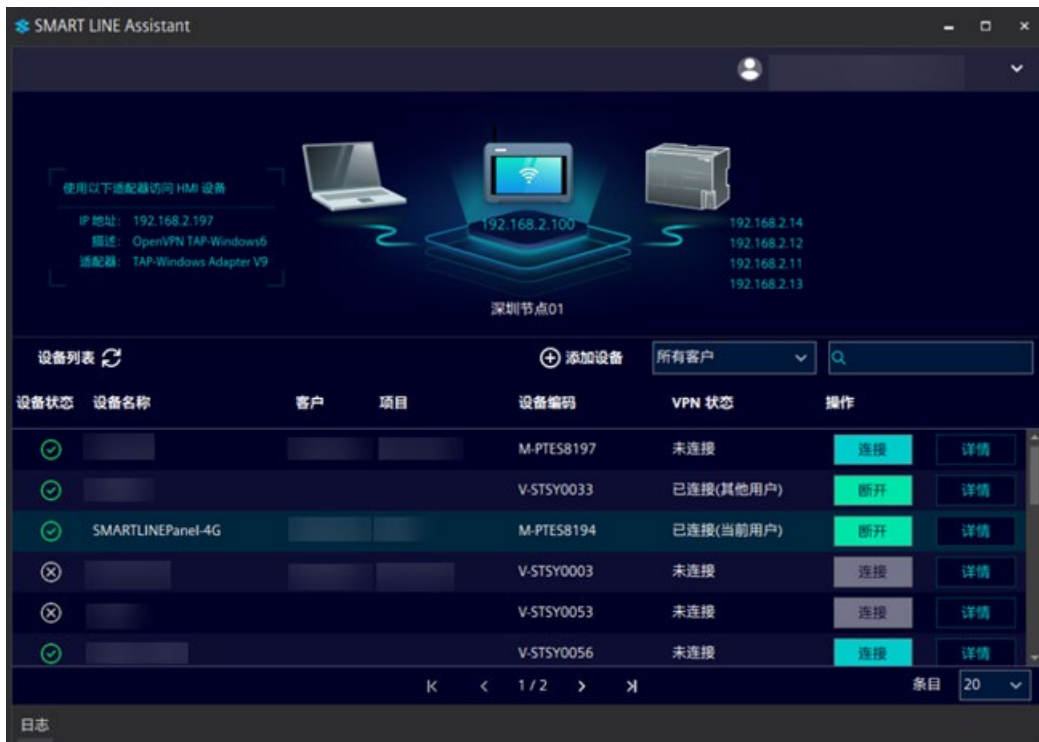 SMART LINE Assistant
使用以下适配器访问 HMI 设备
IP 地址： 192.168.2.197
描述： OpenVPN TAP-Windows6
适配器： TAP-Windows Adapter V9
192.168.2.100
192.168.2.14
192.168.2.12
192.168.2.11
192.168.2.13
深圳节点01
设备列表 添加设备 所有客户
设备状态 设备名称 客户 项目 设备编码 VPN 状态 操作
M-PTES8197 未连接 连接 详情
V-STSY0033 已连接(其他用户) 断开 详情
SMARTLINEPanel-4G M-PTES8194 已连接(当前用户) 断开 详情
V-STSY0003 未连接 连接 详情
V-STSY0053 未连接 连接 详情
V-STSY0056 未连接 连接 详情
1 / 2 条目 20
日志